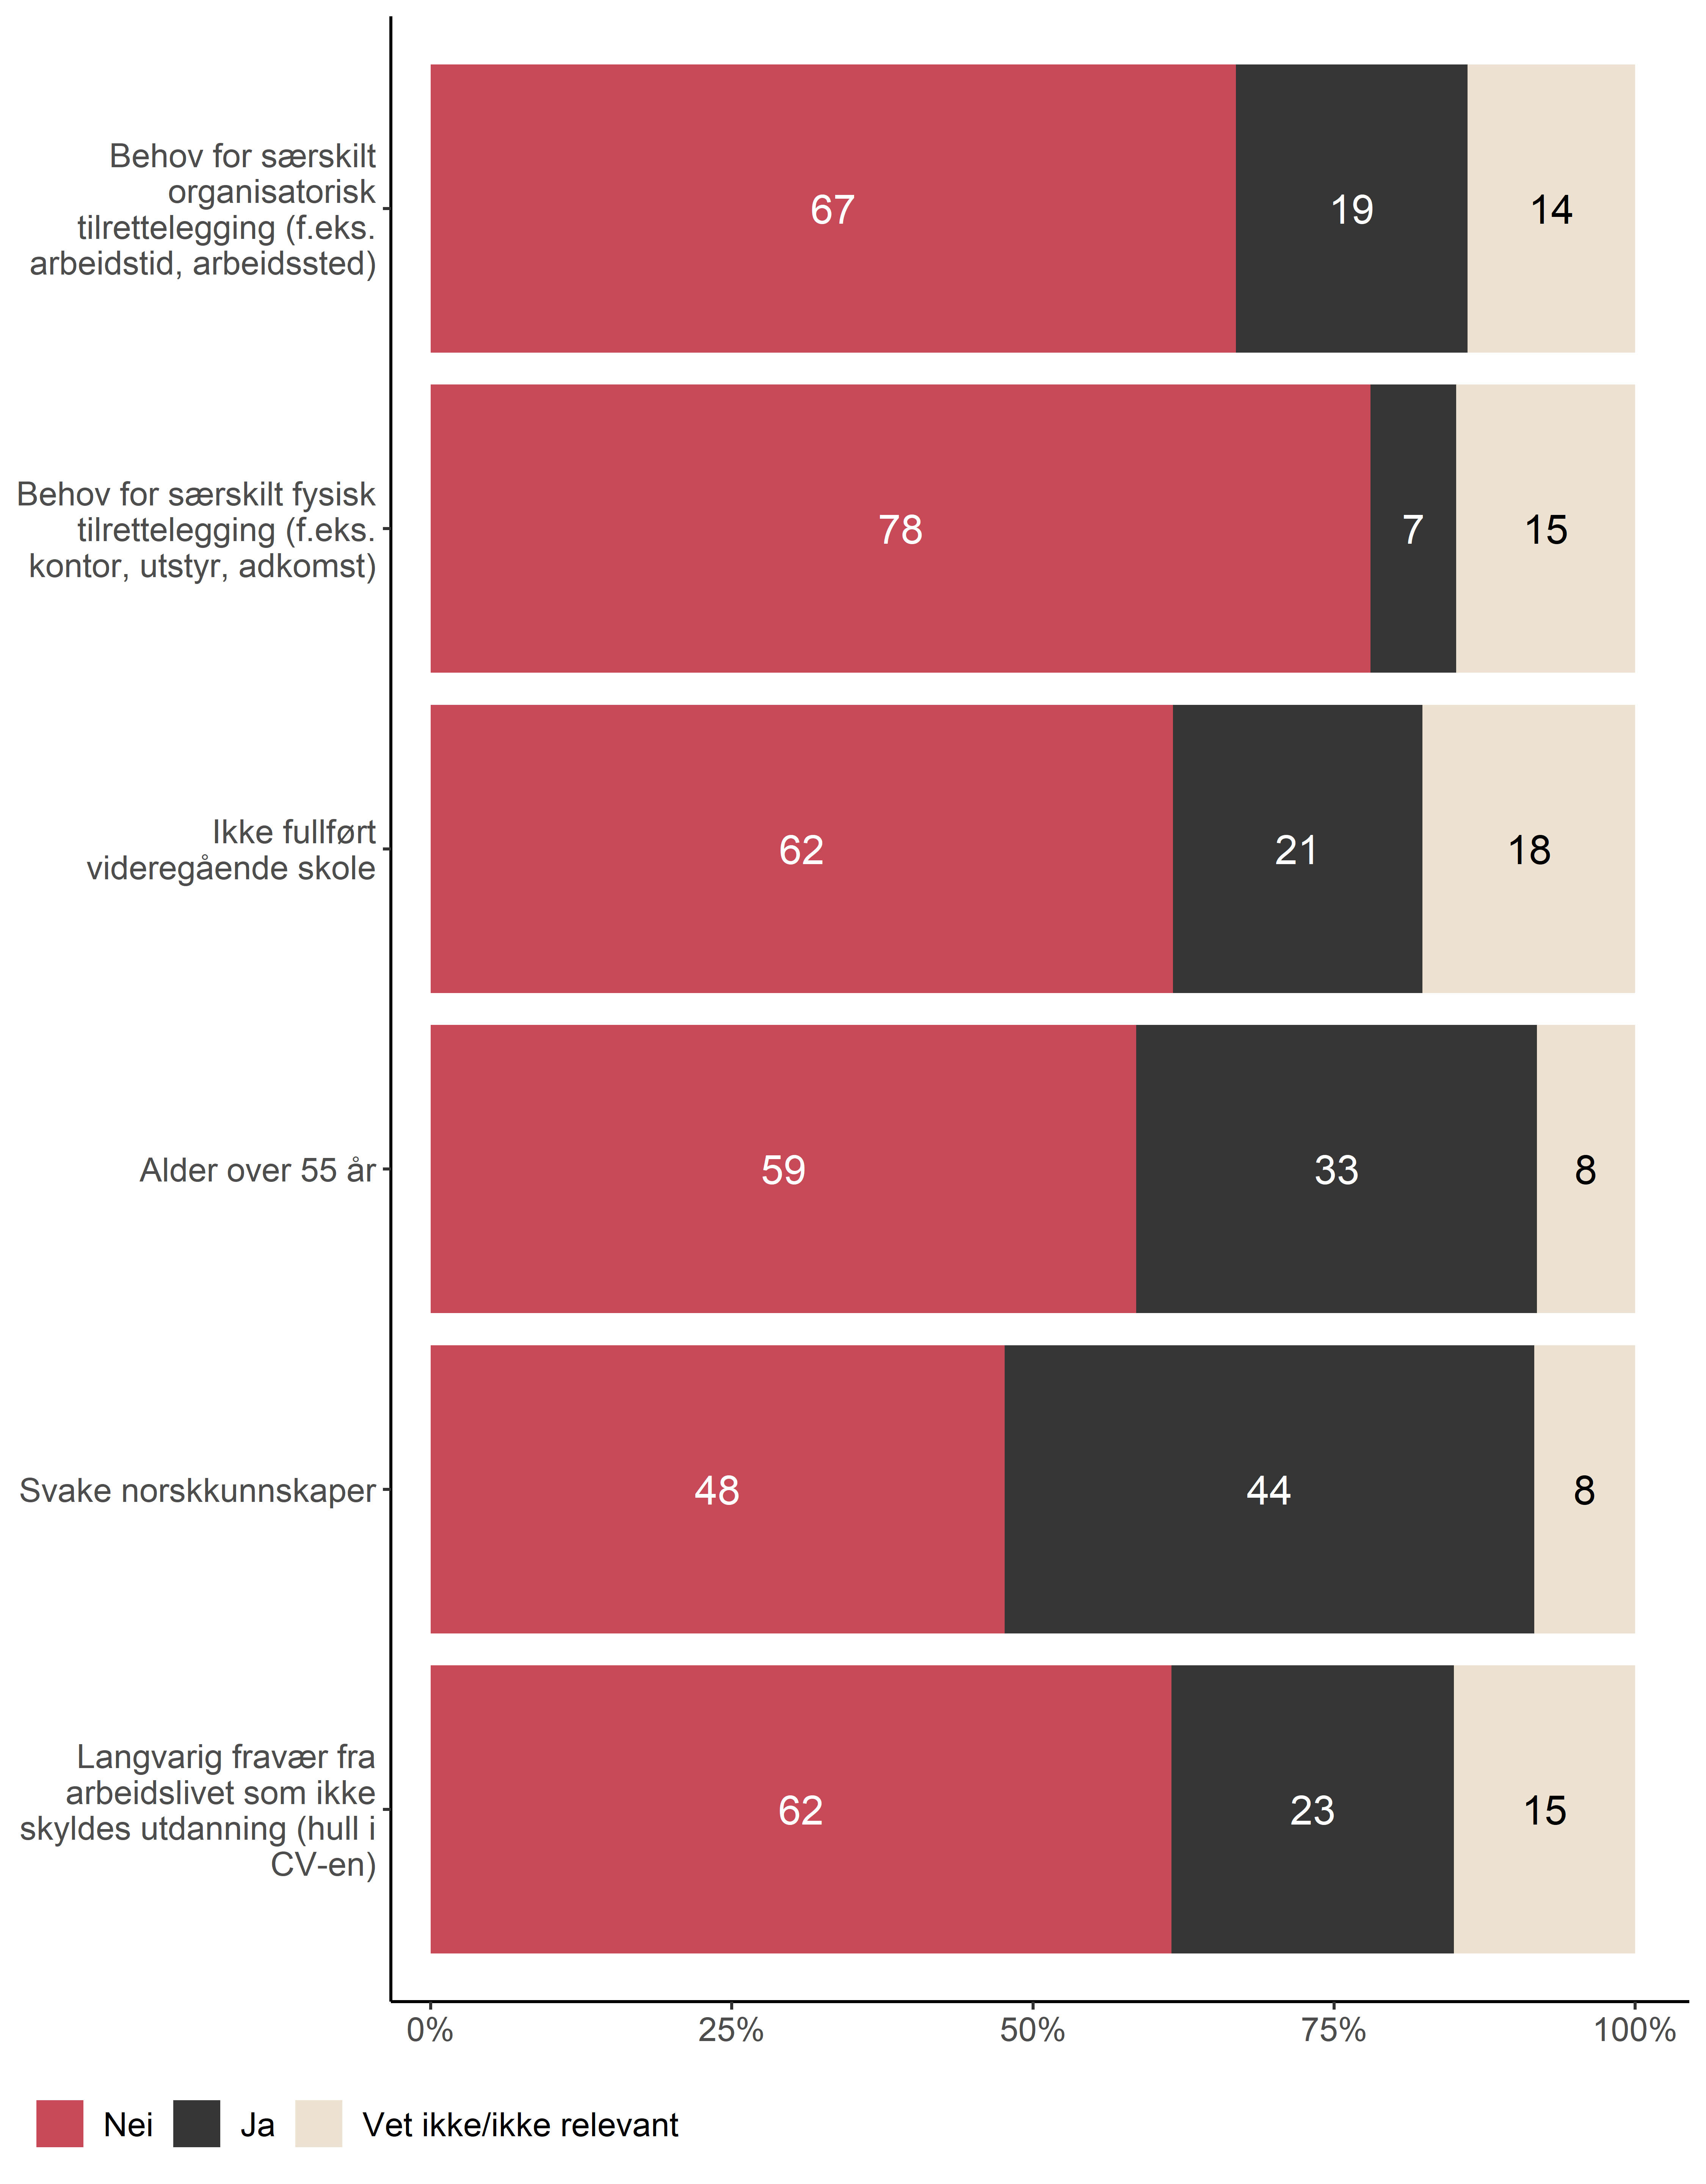 Behov for særskilt
organisatorisk
tilrettelegging (f.eks.
arbeidstid, arbeidssted)
67 19 14
Behov for særskilt fysisk
tilrettelegging (f.eks.
kontor, utstyr, adkomst)
78 7 15
Ikke fullført
videregående skole
62 21 18
Alder over 55 år
59 33 8
Svake norskkunnskaper
48 44 8
Langvarig fravær fra
arbeidslivet som ikke
skyldes utdanning (hull i
CV-en)
62 23 15
0% 25% 50% 75% 100%
Nei Ja Vet ikke/ikke relevant